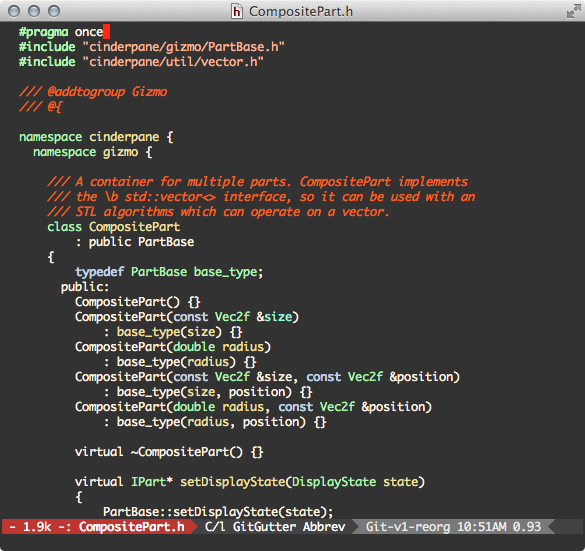 CompositePart.h
#pragma once
#include "cinderpane/gizmo/PartBase.h"
#include "cinderpane/util/vector.h"
/// @addtogroup Gizmo
/// @{
namespace cinderpane {
namespace gizmo {
/// A container for multiple parts. CompositePart implements
/// the \b std::vector<> interface, so it can be used with an
/// STL algorithms which can operate on a vector.
class CompositePart
: public PartBase
{
typedef PartBase base_type;
public:
CompositePart() {}
CompositePart(const Vec2f &size)
: base_type(size) {}
CompositePart(double radius)
: base_type(radius) {}
CompositePart(const Vec2f &size, const Vec2f &position)
: base_type(size, position) {}
CompositePart(double radius, const Vec2f &position)
: base_type(radius, position) {}
virtual ~CompositePart() {}
virtual IPart* setDisplayState(DisplayState state)
{
PartBase::setDisplayState(state);
- 1.9k -: CompositePart.h C/l GitGutter Abbrev Git-v1-reorg 10:51AM 0.93